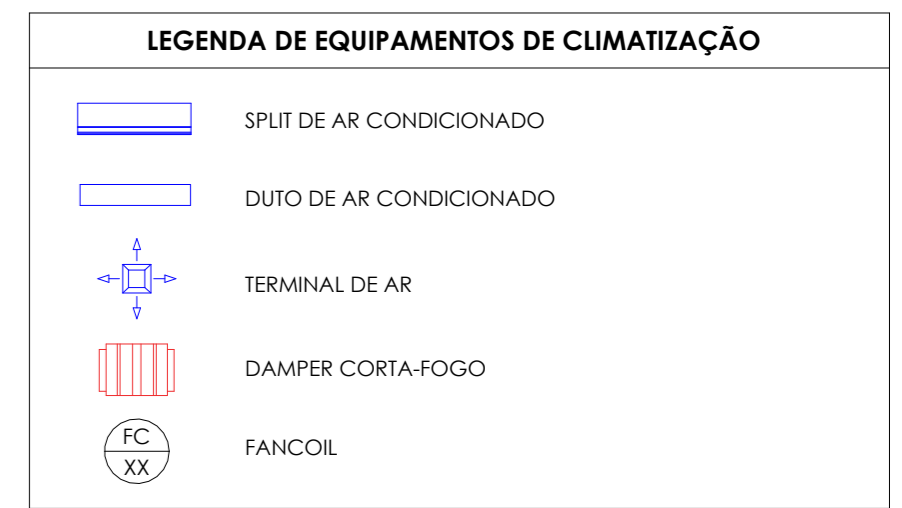 LEGENDA DE EQUIPAMENTOS DE CLIMATIZAÇÃO
SPLIT DE AR CONDICIONADO
DUTO DE AR CONDICIONADO
TERMINAL DE AR
DAMPER CORTA-FOGO
FC
XX
FANCOIL